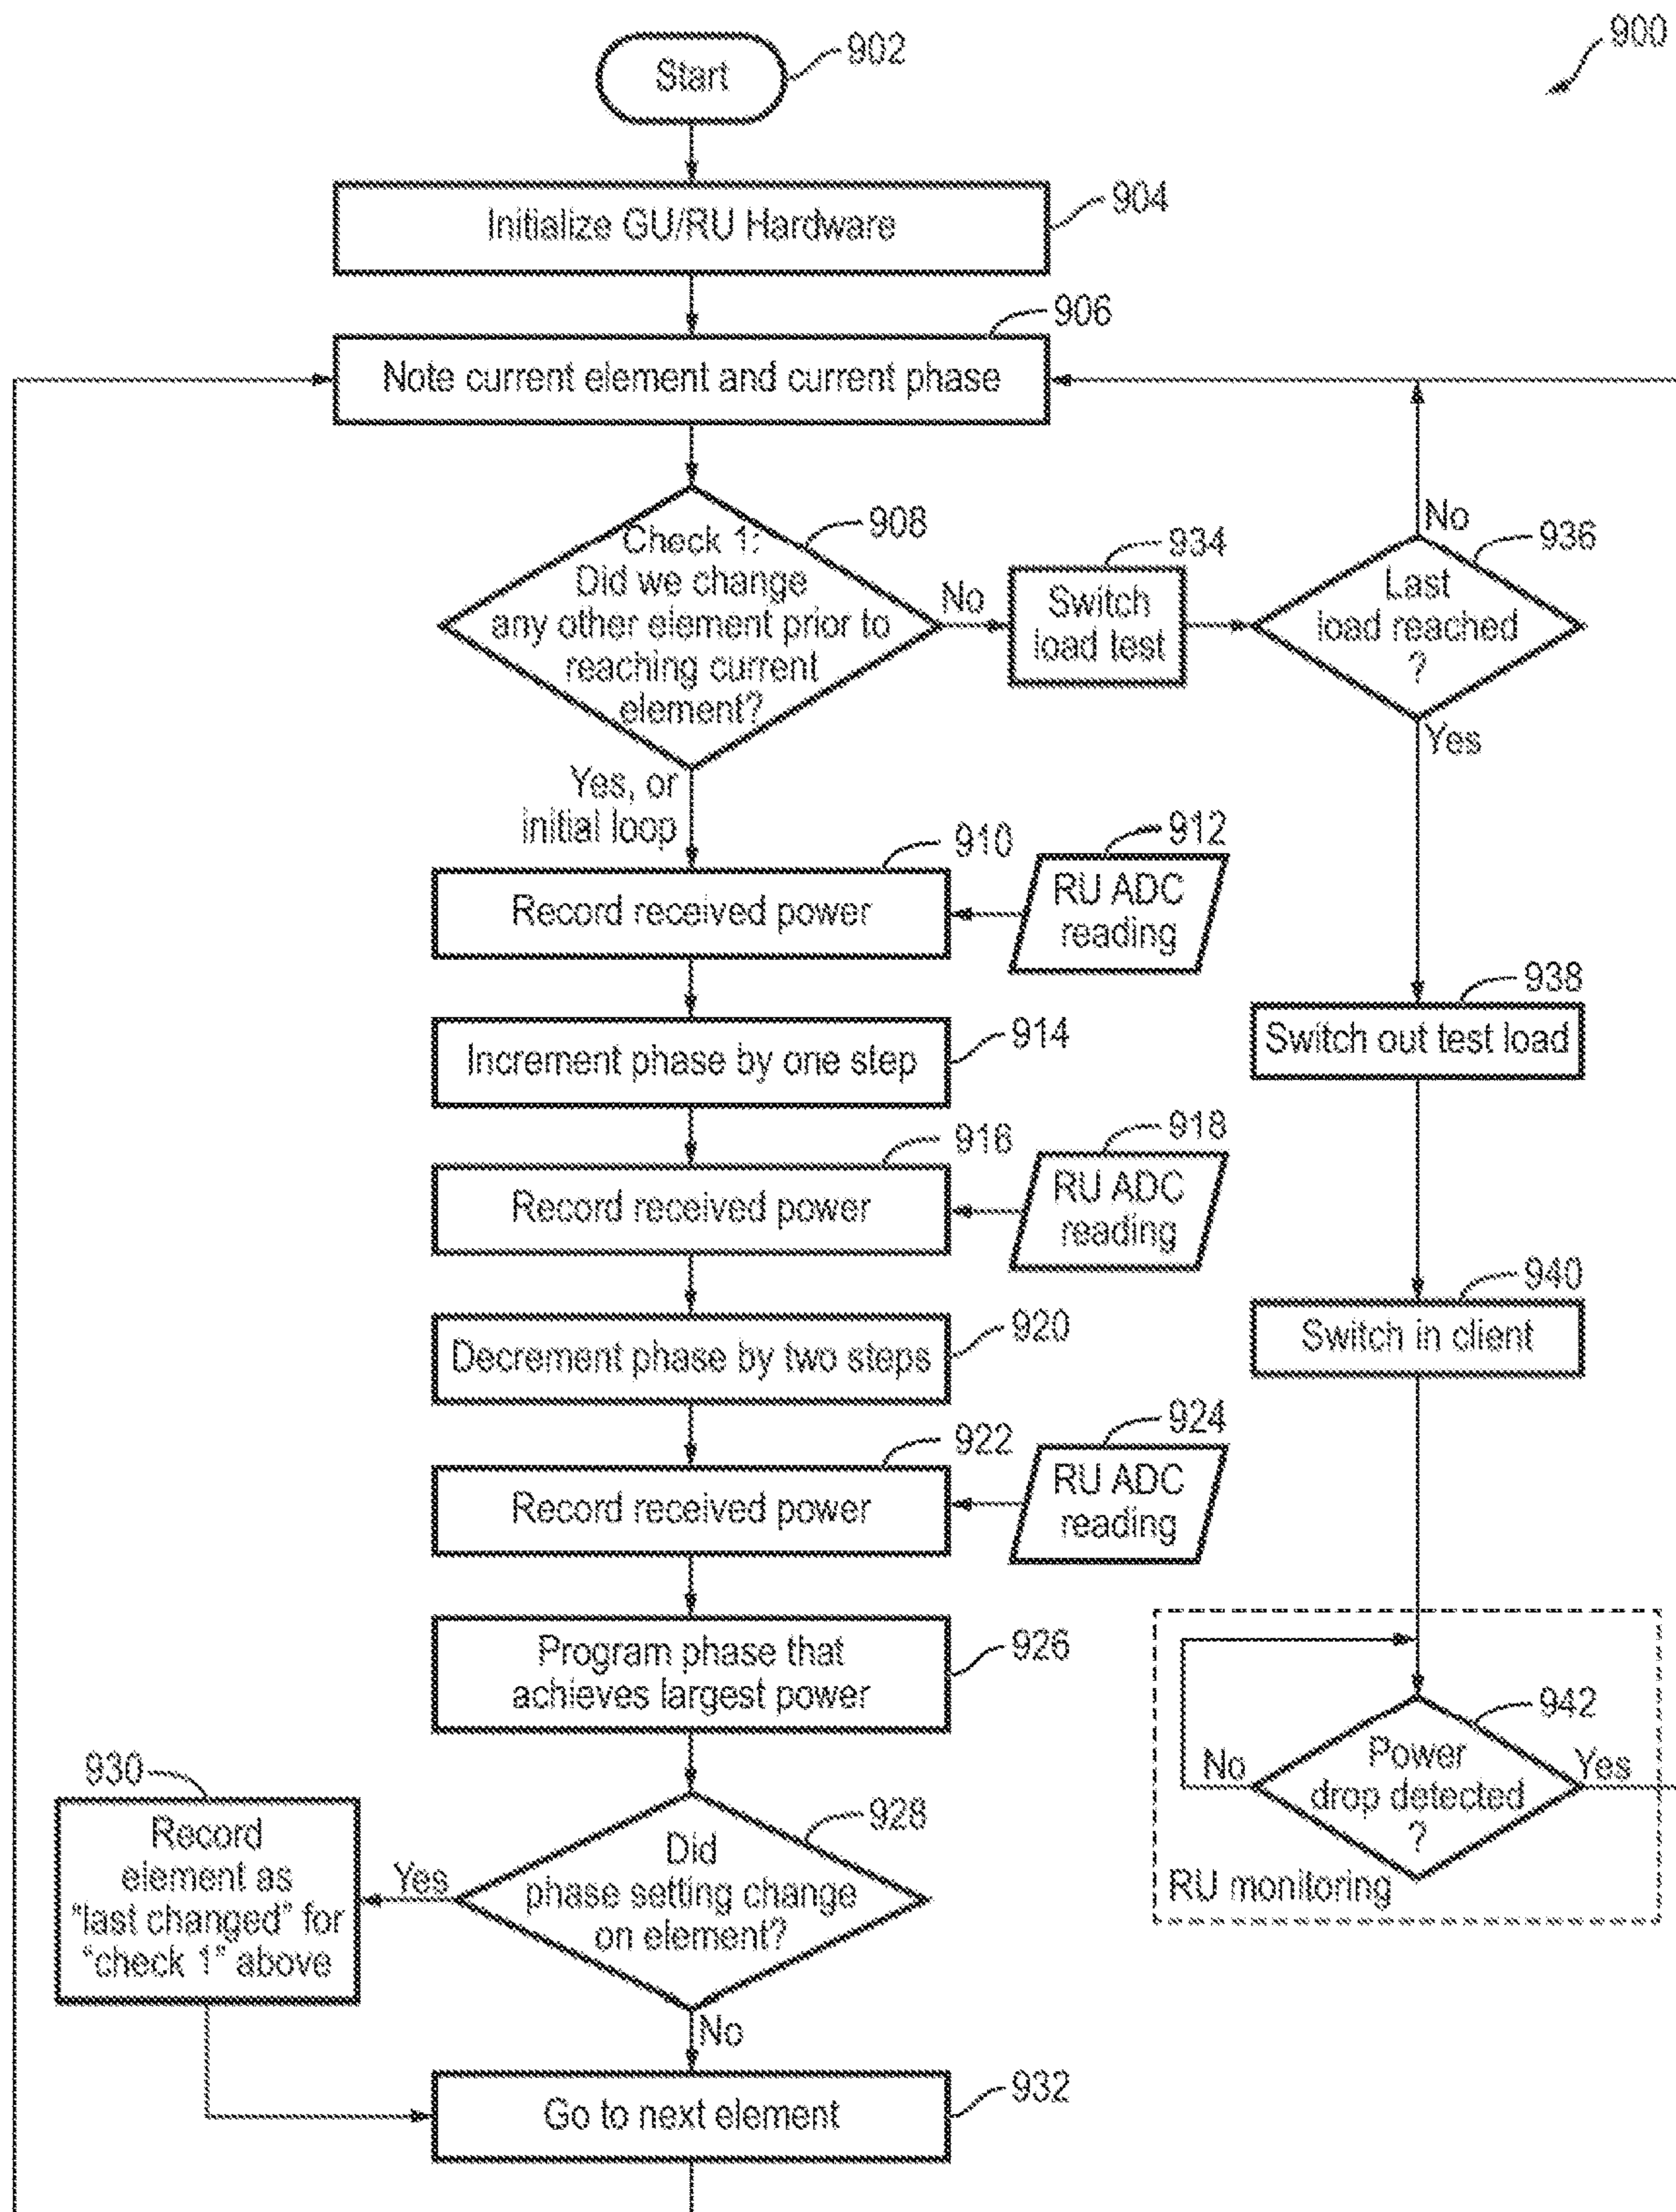 900
Start
902
Initialize GU/RU Hardware
904
906
Note current element and current phase
Check 1:
Did we change
any other element prior to
reaching current
element?
908
No
934
Switch
load test
No
936
Last
load reached
?
Yes
Yes, or
initial loop
910
Record received power
912
RU ADC
reading
Increment phase by one step
914
916
Record received power
918
RU ADC
reading
Decrement phase by two steps
920
922
Record received power
924
RU ADC
reading
Program phase that
achieves largest power
926
928
Did
phase setting change
on element?
Yes
930
Record
element as
"last changed" for
"check 1" above
No
Go to next element
932
938
Switch out test load
940
Switch in client
942
Power
drop detected
?
No
Yes
RU monitoring